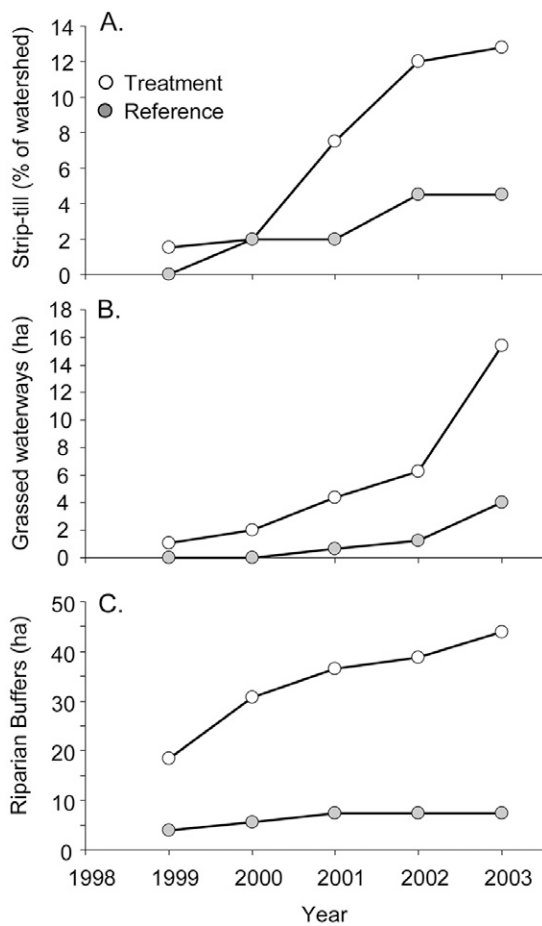 A.
Strip-till (% of watershed)
14
12
10
8
6
4
2
0
Treatment
Reference
B.
Grassed waterways (ha)
18
16
14
12
10
8
6
4
2
0
C.
Riparian Buffers (ha)
50
40
30
20
10
0
1998 1999 2000 2001 2002 2003
Year